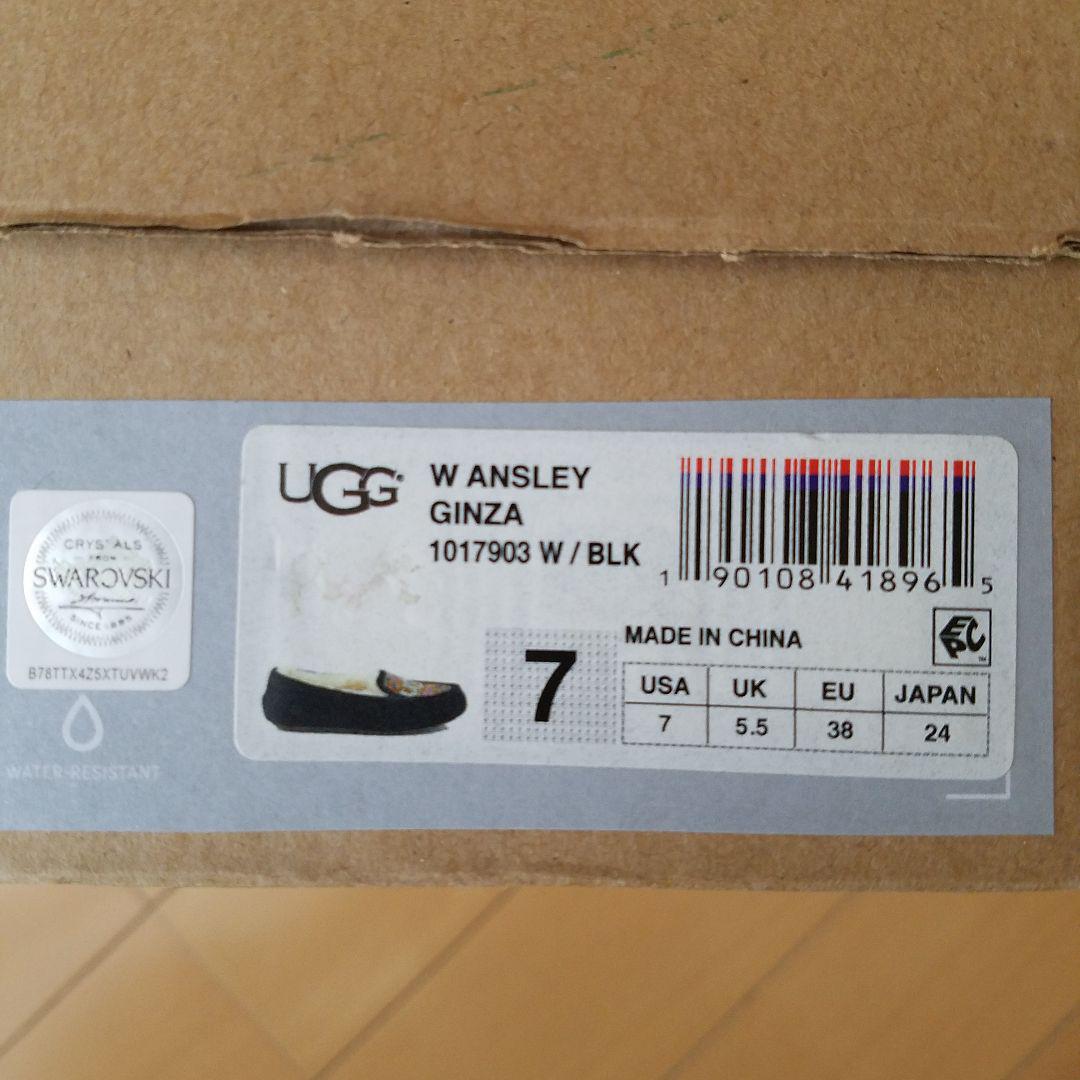 CRYSTALS
FROM
SWAROVSKI
SINCE 1895
B78TTX4Z5XTUVWK2
WATER-RESISTANT
UGG®
W ANSLEY
GINZA
1017903 W / BLK
1 90108 41896 5
MADE IN CHINA
EPC™
7
USA UK EU JAPAN
7 5.5 38 24